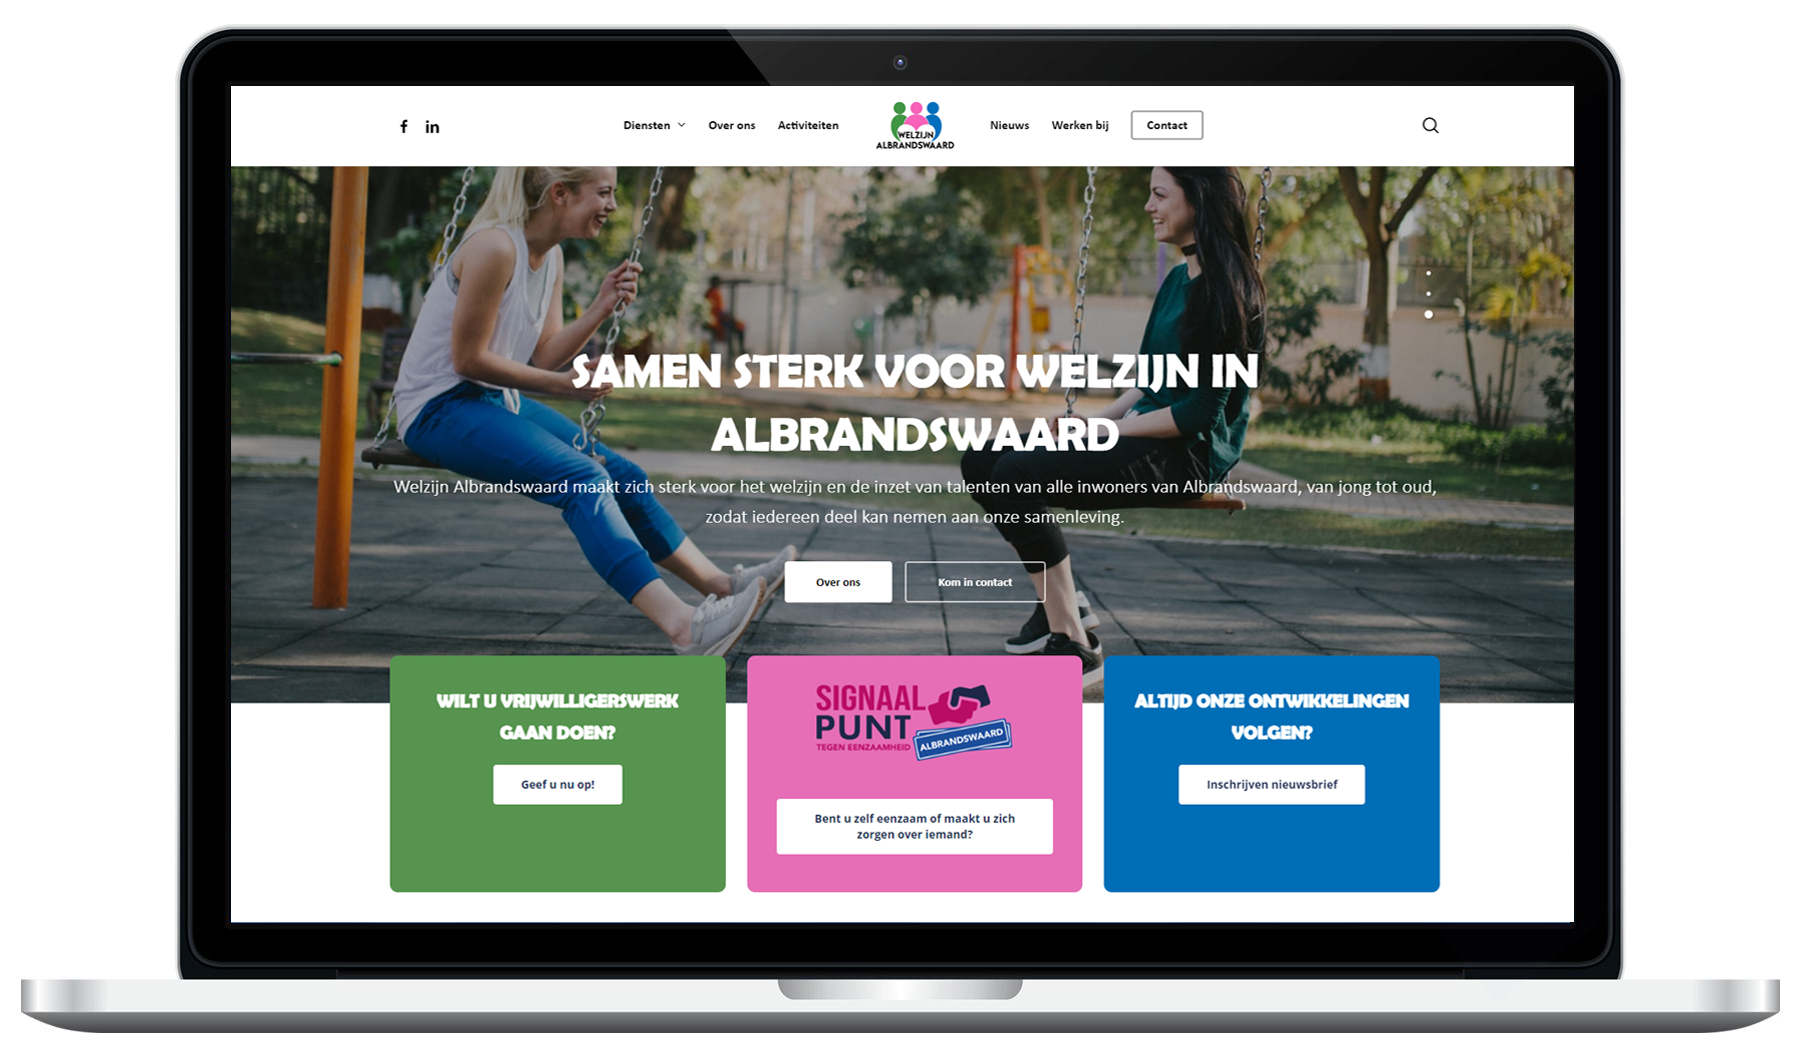 f in
Diensten Over ons Activiteiten
WELZIJN
ALBRANDSWAARD
Nieuws Werken bij Contact
SAMEN STERK VOOR WELZIJN IN
ALBRANDSWAARD
Welzijn Albrandswaard maakt zich sterk voor het welzijn en de inzet van talenten van alle inwoners van Albrandswaard, van jong tot oud,
zodat iedereen deel kan nemen aan onze samenleving.
Over ons Kom in contact
WILT U VRIJWILLIGERSWERK
GAAN DOEN?
Geef u nu op!
SIGNAAL
PUNT
TEGEN EENZAAMHEID
ALBRANDSWAARD
Bent u zelf eenzaam of maakt u zich
zorgen over iemand?
ALTIJD ONZE ONTWIKKELINGEN
VOLGEN?
Inschrijven nieuwsbrief